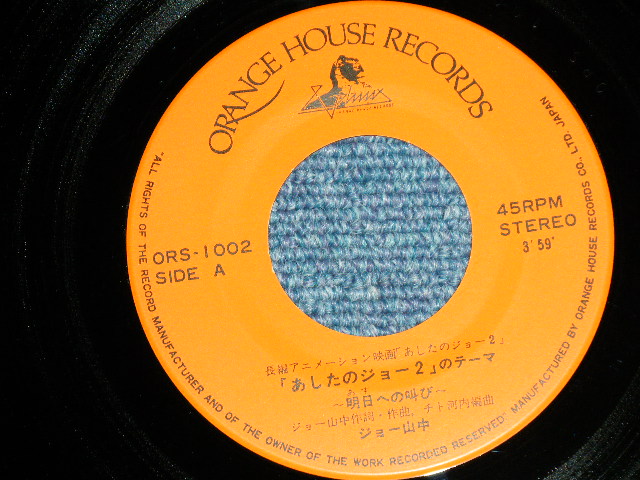 ORANGE HOUSE RECORDS
ORS-1002
SIDE A
45RPM
STEREO
3'59"
長編アニメーション映画「あしたのジョー2」
「あしたのジョー2」のテーマ
あす
~明日への叫び~
ジョー山中作詞・作曲, チト河内編曲
ジョー山中
"ALL RIGHTS OF THE RECORD MANUFACTURER AND OF THE OWNER OF THE WORK RECORDED RESERVED" MANUFACTURED BY ORANGE HOUSE RECORDS CO., LTD. JAPAN